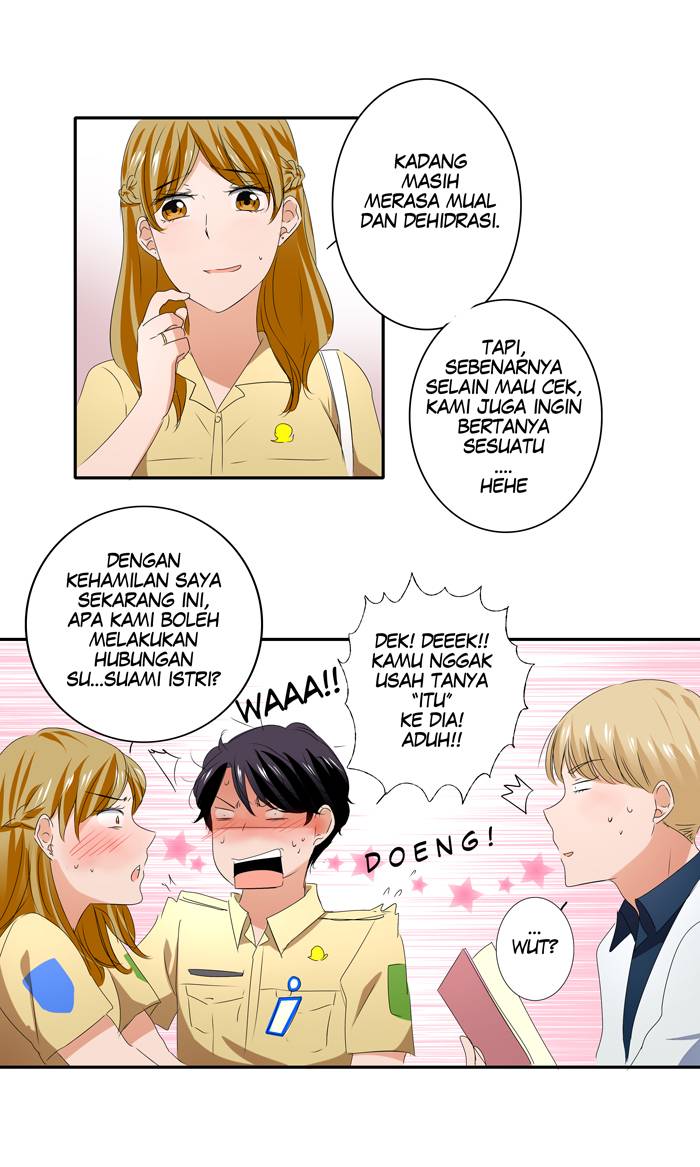 KADANG
MASIH
MERASA MUAL
DAN DEHIDRASI.
TAPI,
SEBENARNYA
SELAIN MAU CEK,
KAMI JUGA INGIN
BERTANYA
SESUATU
....
HEHE
DENGAN
KEHAMILAN SAYA
SEKARANG INI,
APA KAMI BOLEH
MELAKUKAN
HUBUNGAN
SU...SUAMI ISTRI?
WAAA!!
DEK! DEEEK!!
KAMU NGGAK
USAH TANYA
"ITU"
KE DIA!
ADUH!!
DOENG!
...
WUT?